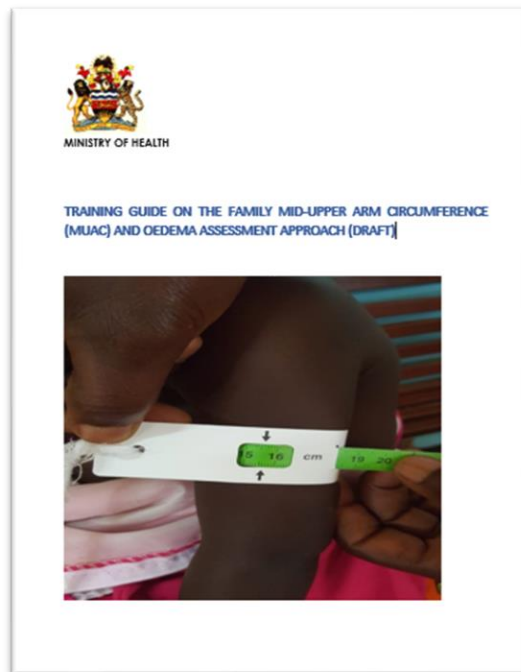 MINISTRY OF HEALTH
TRAINING GUIDE ON THE FAMILY MID-UPPER ARM CIRCUMFERENCE
(MUAC) AND OEDEMA ASSESSMENT APPROACH (DRAFT)
15 16 cm 19 20